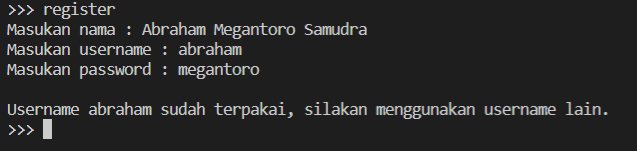 >>> register
Masukan nama : Abraham Megantoro Samudra
Masukan username : abraham
Masukan password : megantoro
Username abraham sudah terpakai, silakan menggunakan username lain.
>>>